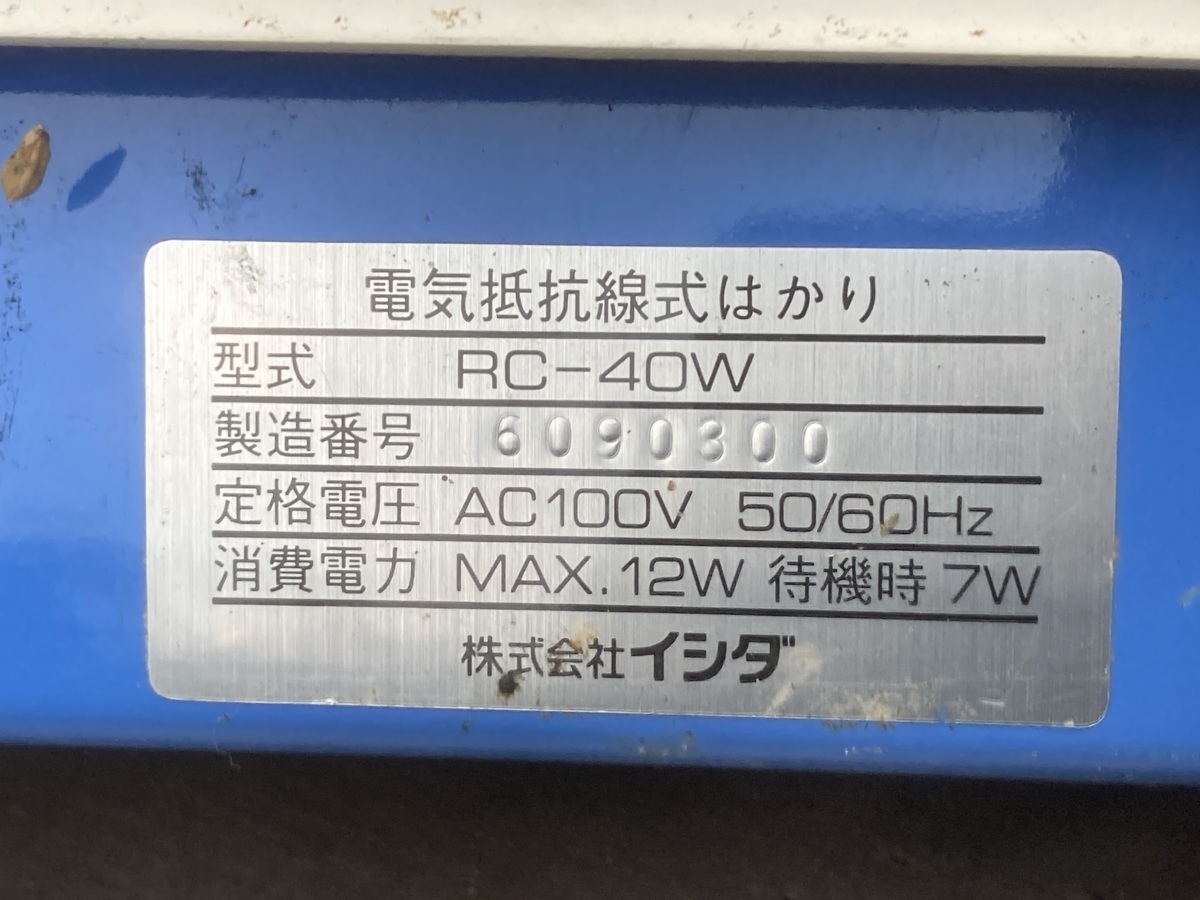 電気抵抗線式はかり
型式 RC-40W
製造番号 6090300
定格電圧 AC100V 50/60Hz
消費電力 MAX.12W 待機時 7W
株式会社イシダ